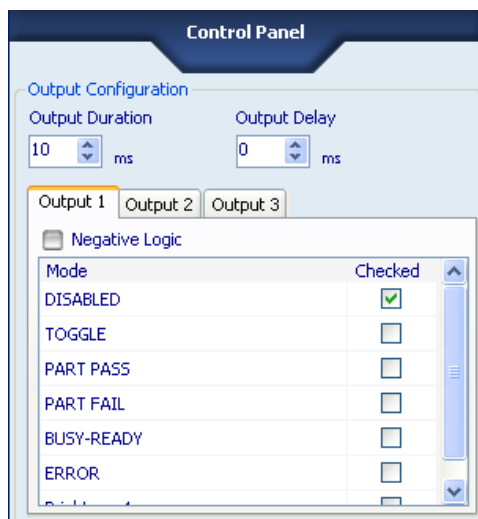 Control Panel
Output Configuration
Output Duration Output Delay
10 ms 0 ms
Output 1 Output 2 Output 3
Negative Logic
Mode Checked
DISABLED
TOGGLE
PART PASS
PART FAIL
BUSY-READY
ERROR